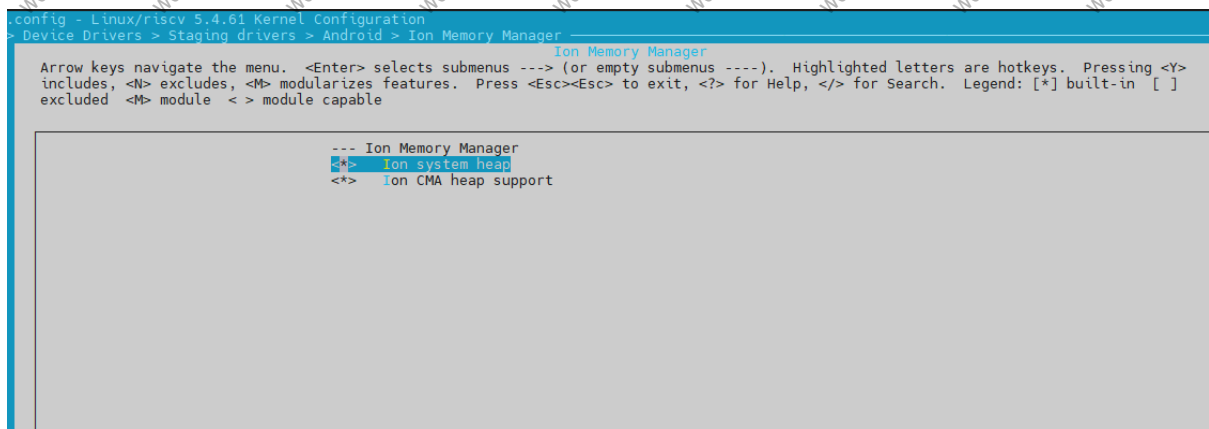 .config - Linux/riscv 5.4.61 Kernel Configuration
> Device Drivers > Staging drivers > Android > Ion Memory Manager
Ion Memory Manager
Arrow keys navigate the menu.  <Enter> selects submenus ---> (or empty submenus ----).  Highlighted letters are hotkeys.  Pressing <Y>
includes, <N> excludes, <M> modularizes features.  Press <Esc><Esc> to exit, <?> for Help, </> for Search.  Legend: [*] built-in  [ ]
excluded  <M> module  < > module capable
--- Ion Memory Manager
<*>   Ion system heap
<*>   Ion CMA heap support